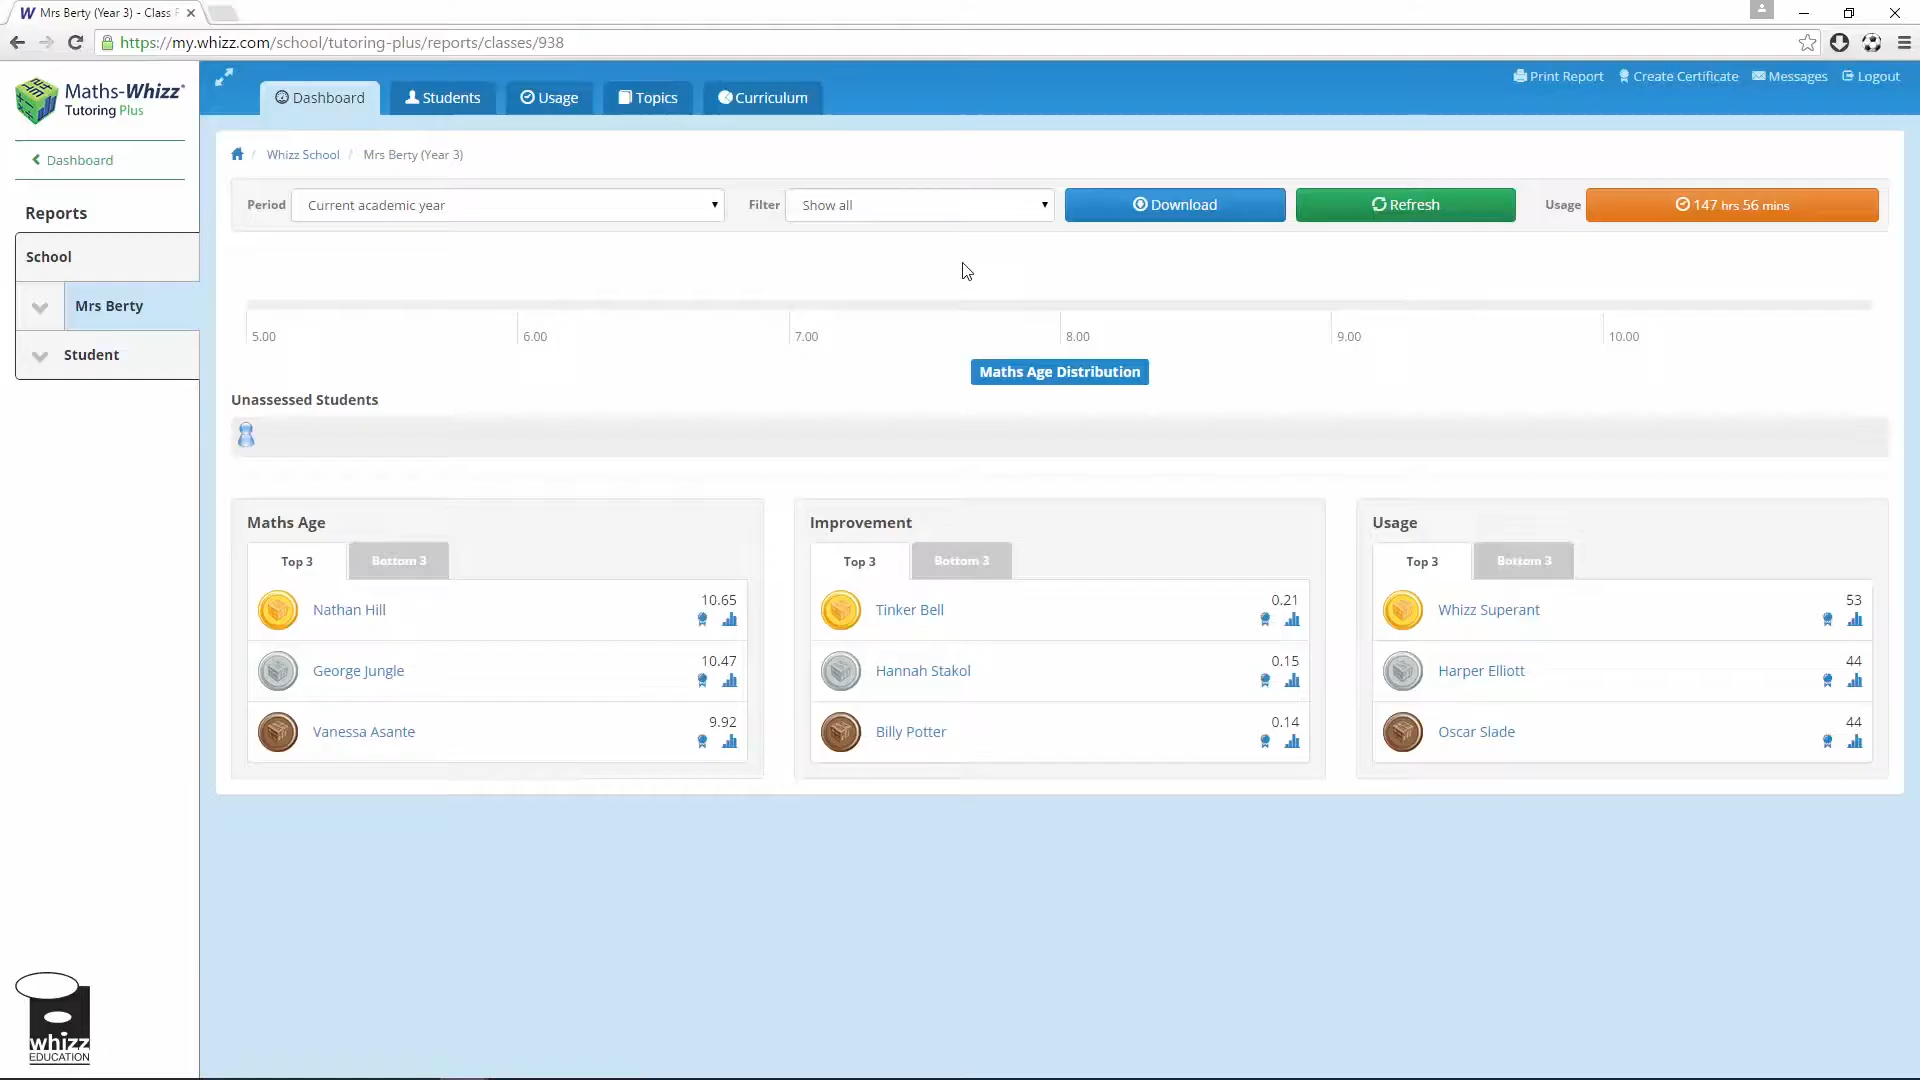 Mrs Berty (Year 3) - Class
https://my.whizz.com/school/tutoring-plus/reports/classes/938
Maths-Whizz®
Tutoring Plus
Dashboard
Students
Usage
Topics
Curriculum
Print Report
Create Certificate
Messages
Logout
Dashboard
Whizz School / Mrs Berty (Year 3)
Period
Current academic year
Filter
Show all
Download
Refresh
Usage
147 hrs 56 mins
Reports
School
Mrs Berty
Student
5.00 6.00 7.00 8.00 9.00 10.00
Maths Age Distribution
Unassessed Students
Maths Age
Top 3
Bottom 3
Nathan Hill 10.65
George Jungle 10.47
Vanessa Asante 9.92
Improvement
Top 3
Bottom 3
Tinker Bell 0.21
Hannah Stakol 0.15
Billy Potter 0.14
Usage
Top 3
Bottom 3
Whizz Superant 53
Harper Elliott 44
Oscar Slade 44
whizz
EDUCATION